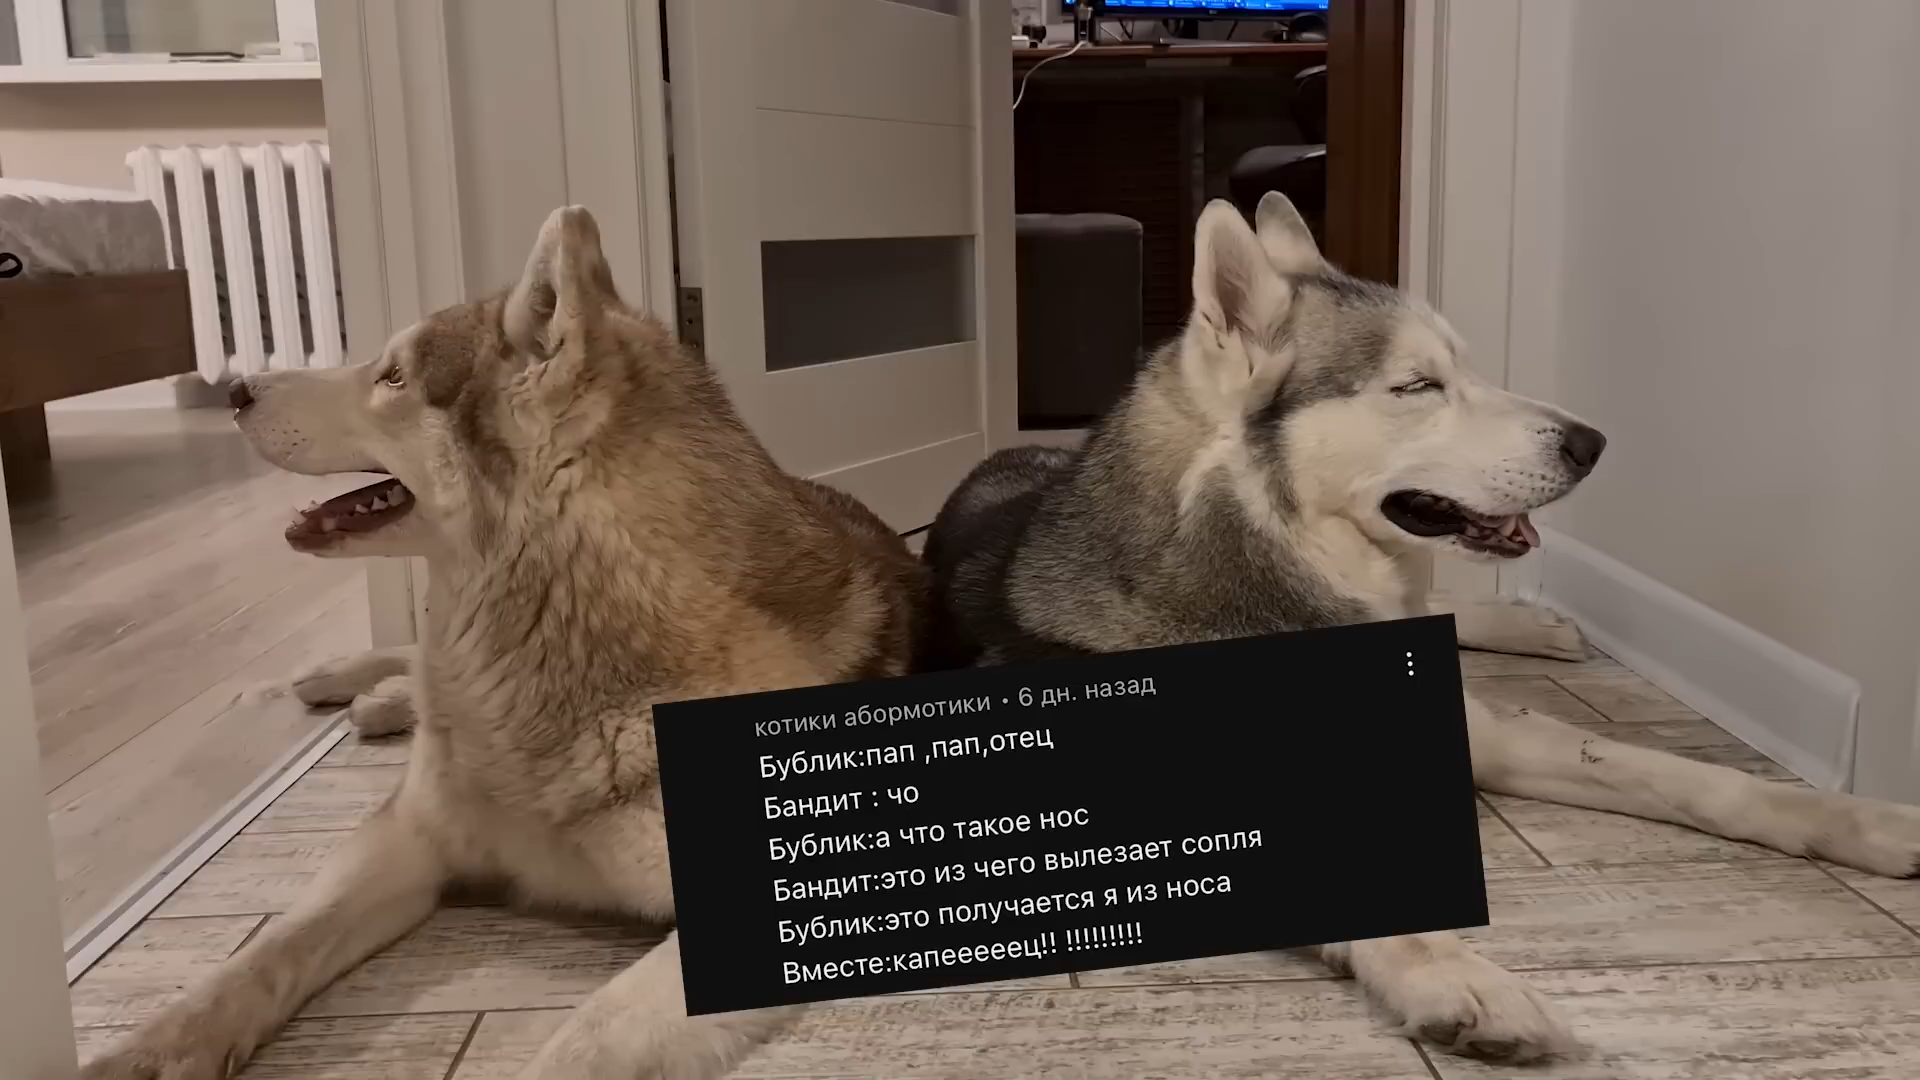 котики абормотики • 6 дн. назад
Бублик:пап ,пап,отец
Бандит : чо
Бублик:а что такое нос
Бандит:это из чего вылезает сопля
Бублик:это получается я из носа
Вместе:капееееец!! !!!!!!!!!